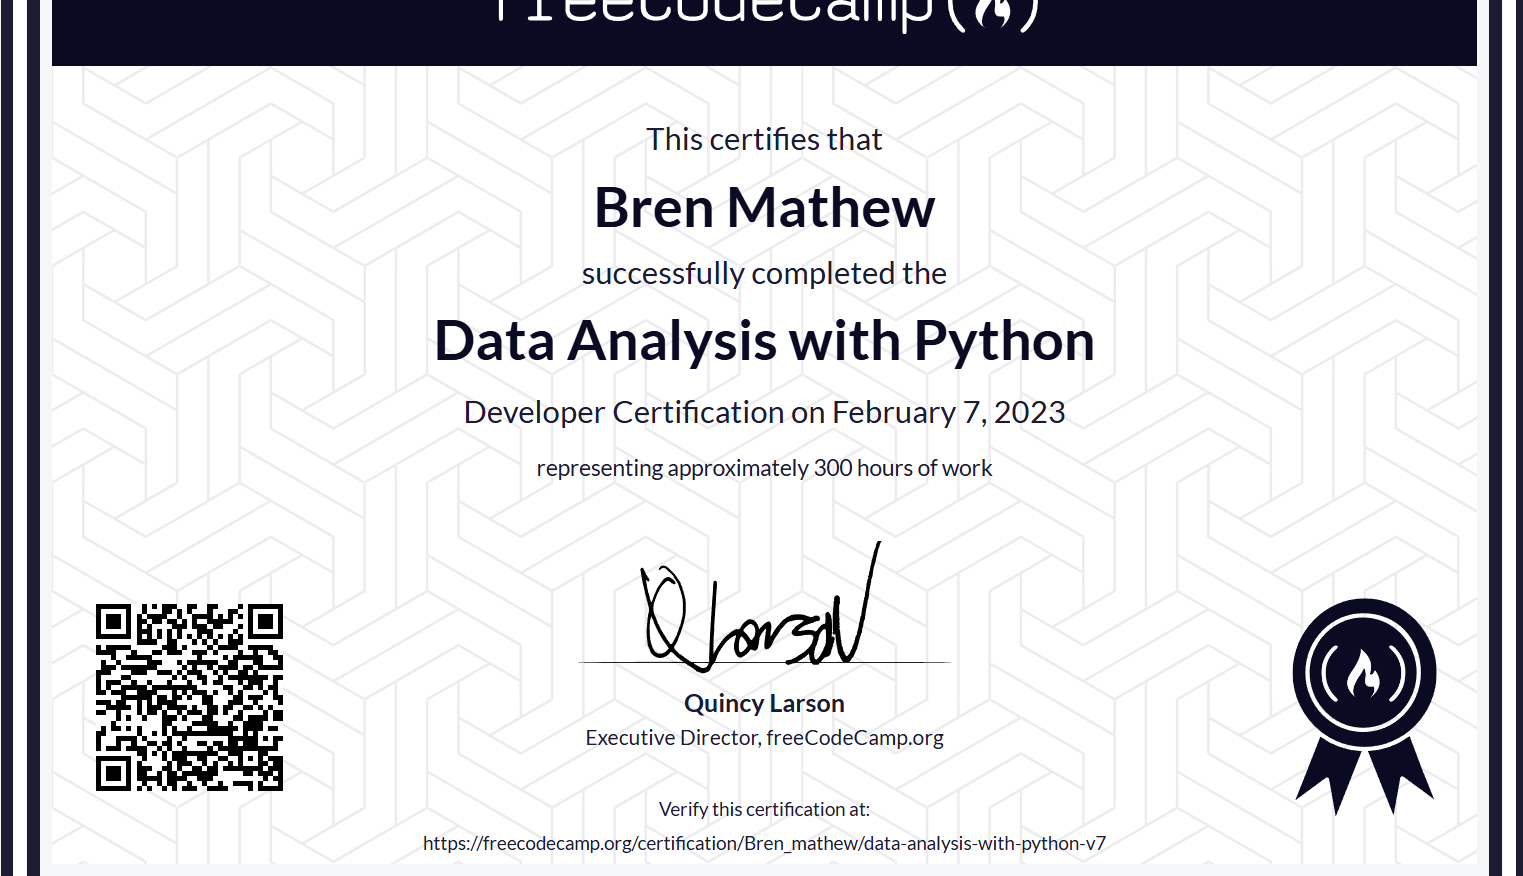 freeCodeCamp(
This certifies that
Bren Mathew
successfully completed the
Data Analysis with Python
Developer Certification on February 7, 2023
representing approximately 300 hours of work
Quincy Larson
Executive Director, freeCodeCamp.org
Verify this certification at:
https://freecodecamp.org/certification/Bren_mathew/data-analysis-with-python-v7